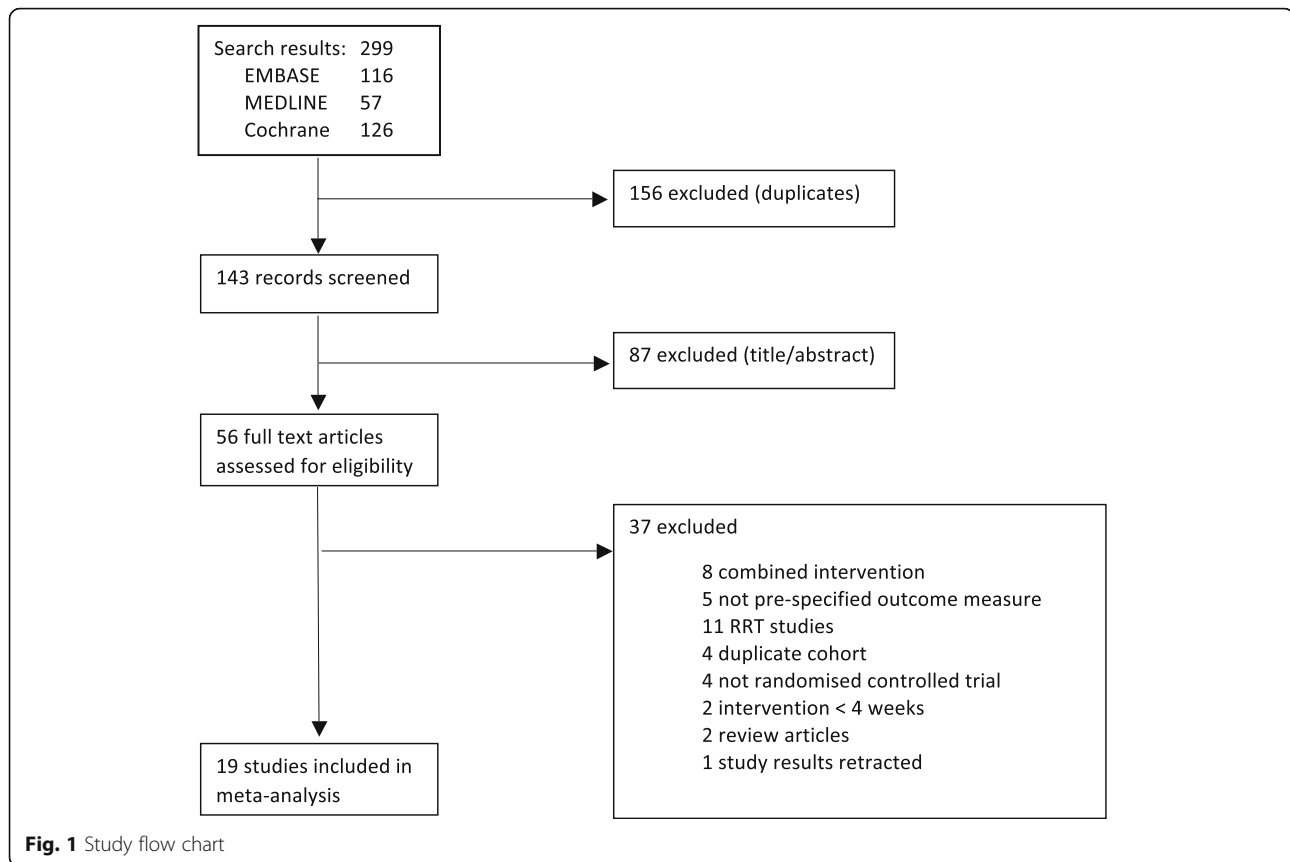 Search results: 299
EMBASE 116
MEDLINE 57
Cochrane 126
156 excluded (duplicates)
143 records screened
87 excluded (title/abstract)
56 full text articles
assessed for eligibility
37 excluded
8 combined intervention
5 not pre-specified outcome measure
11 RRT studies
4 duplicate cohort
4 not randomised controlled trial
2 intervention < 4 weeks
2 review articles
1 study results retracted
19 studies included in
meta-analysis
Fig. 1 Study flow chart